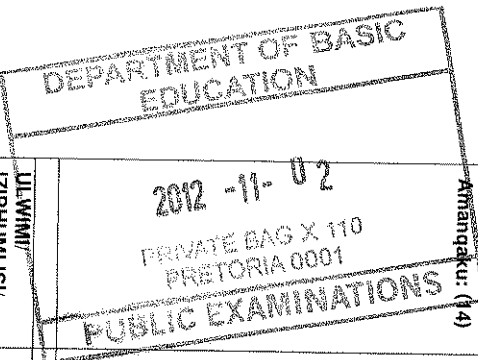 DEPARTMENT OF BASIC
EDUCATION
2012 -11- 02
PRIVATE BAG X 110
PRETORIA 0001
PUBLIC EXAMINATIONS
Amanqaku: (14)
ULWIMI/